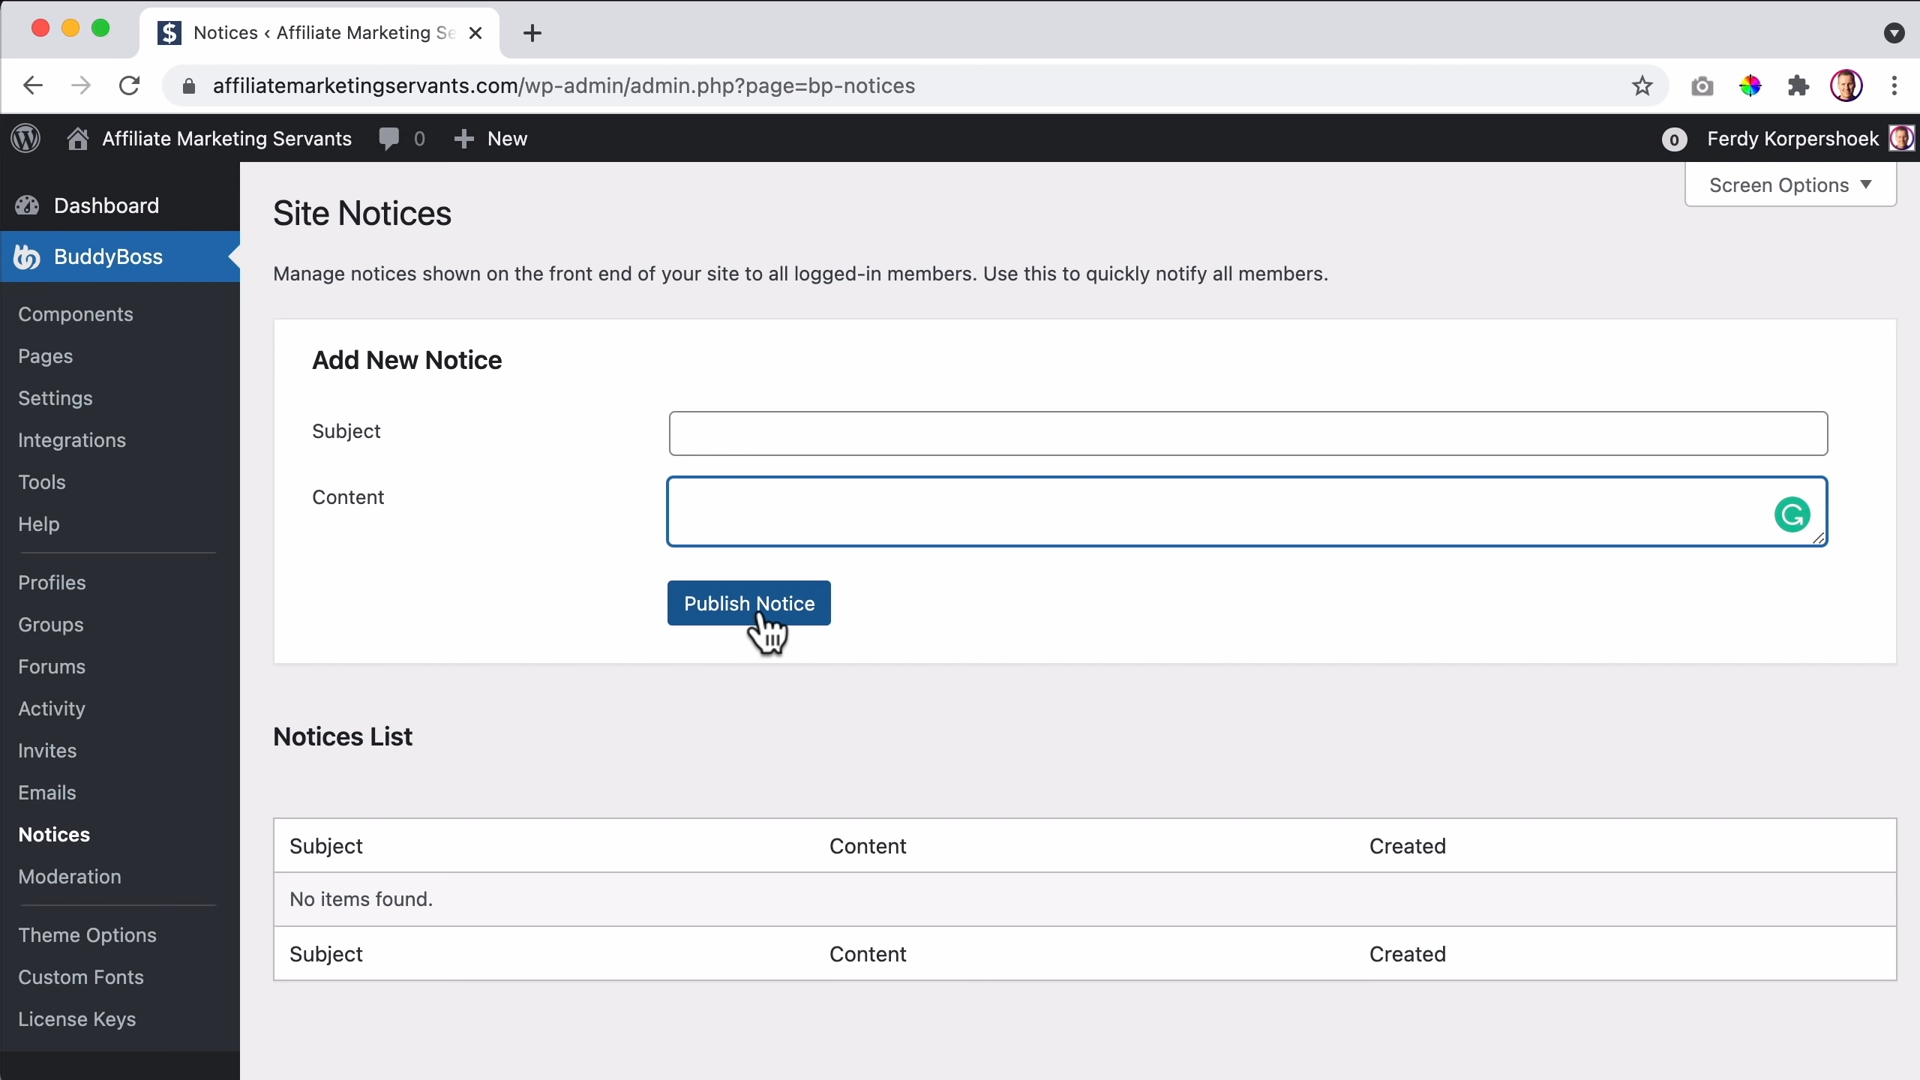 Notices ‹ Affiliate Marketing Se
affiliatemarketingservants.com/wp-admin/admin.php?page=bp-notices
Affiliate Marketing Servants 0 New 0 Ferdy Korpershoek
Screen Options
Dashboard
BuddyBoss
Components
Pages
Settings
Integrations
Tools
Help
Profiles
Groups
Forums
Activity
Invites
Emails
Notices
Moderation
Theme Options
Custom Fonts
License Keys
Site Notices
Manage notices shown on the front end of your site to all logged-in members. Use this to quickly notify all members.
Add New Notice
Subject
Content
Publish Notice
Notices List
Subject Content Created
No items found.
Subject Content Created